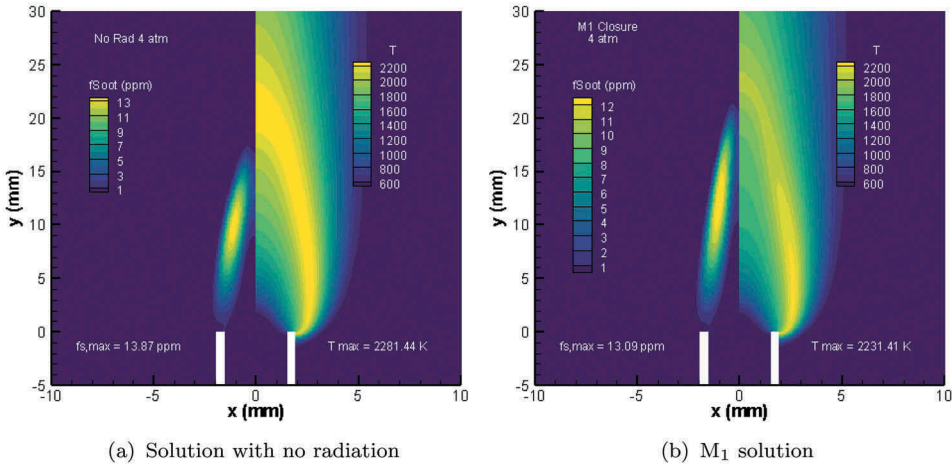 No Rad 4 atm
fSoot (ppm)
13
11
9
7
5
3
1
T
2200
2000
1800
1600
1400
1200
1000
800
600
fs,max = 13.87 ppm
T max = 2281.44 K
30
25
20
15
10
5
0
-5
y (mm)
-10 -5 0 5 10
x (mm)
(a) Solution with no radiation
M1 Closure
4 atm
fSoot (ppm)
12
11
10
9
8
7
6
5
4
3
2
1
T
2200
2000
1800
1600
1400
1200
1000
800
600
fs,max = 13.09 ppm
T max = 2231.41 K
30
25
20
15
10
5
0
-5
y (mm)
-10 -5 0 5 10
x (mm)
(b) M₁ solution